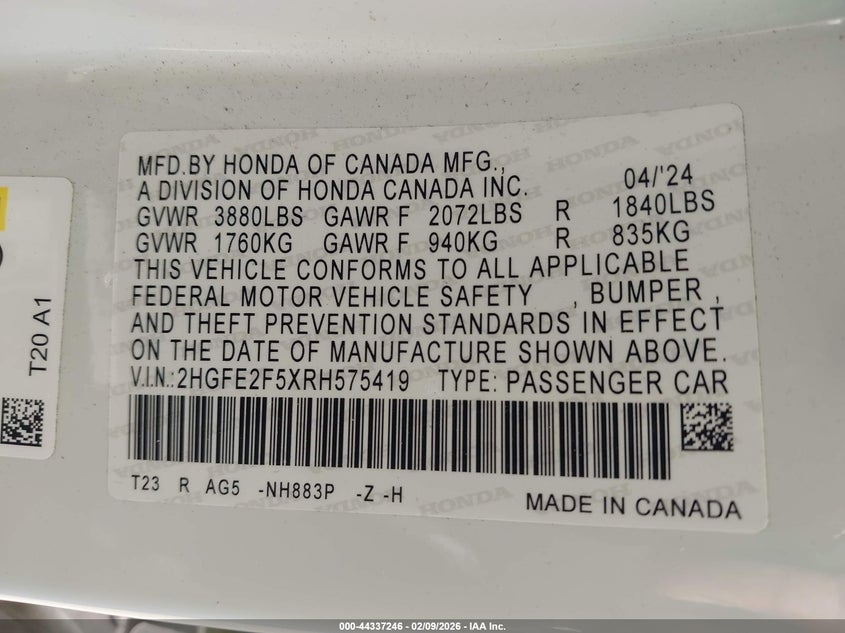 MFD.BY HONDA OF CANADA MFG.,
A DIVISION OF HONDA CANADA INC. 04/'24
GVWR 3880LBS GAWR F 2072LBS R 1840LBS
GVWR 1760KG GAWR F 940KG R 835KG
THIS VEHICLE CONFORMS TO ALL APPLICABLE
FEDERAL MOTOR VEHICLE SAFETY , BUMPER ,
AND THEFT PREVENTION STANDARDS IN EFFECT
ON THE DATE OF MANUFACTURE SHOWN ABOVE.
V.I.N.:2HGFE2F5XRH575419 TYPE: PASSENGER CAR
T23 R AG5 -NH883P -Z -H
MADE IN CANADA
T20 A1
000-44337246 - 02/09/2026 - IAA Inc.